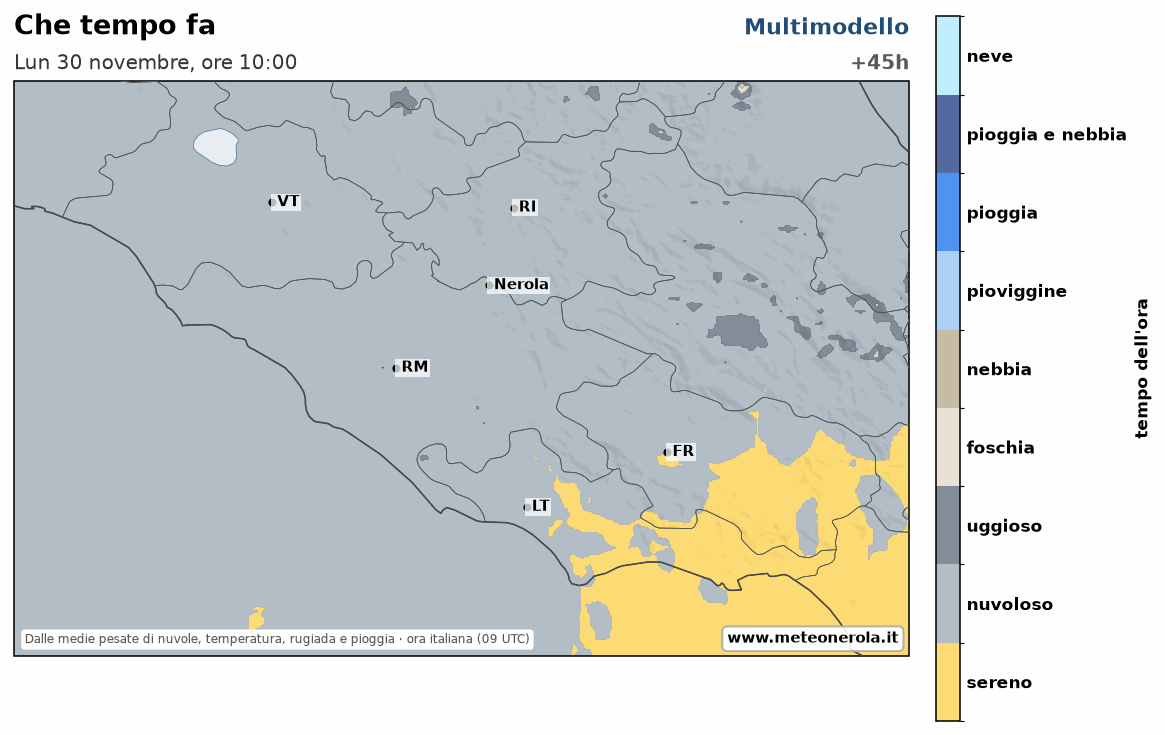 Che tempo fa
Multimodello
Lun 30 novembre, ore 10:00
+45h
neve
pioggia e nebbia
pioggia
pioviggine
nebbia
foschia
uggioso
nuvoloso
sereno
tempo dell'ora
VT
RI
Nerola
RM
FR
LT
Dalle medie pesate di nuvole, temperatura, rugiada e pioggia · ora italiana (09 UTC)
www.meteonerola.it